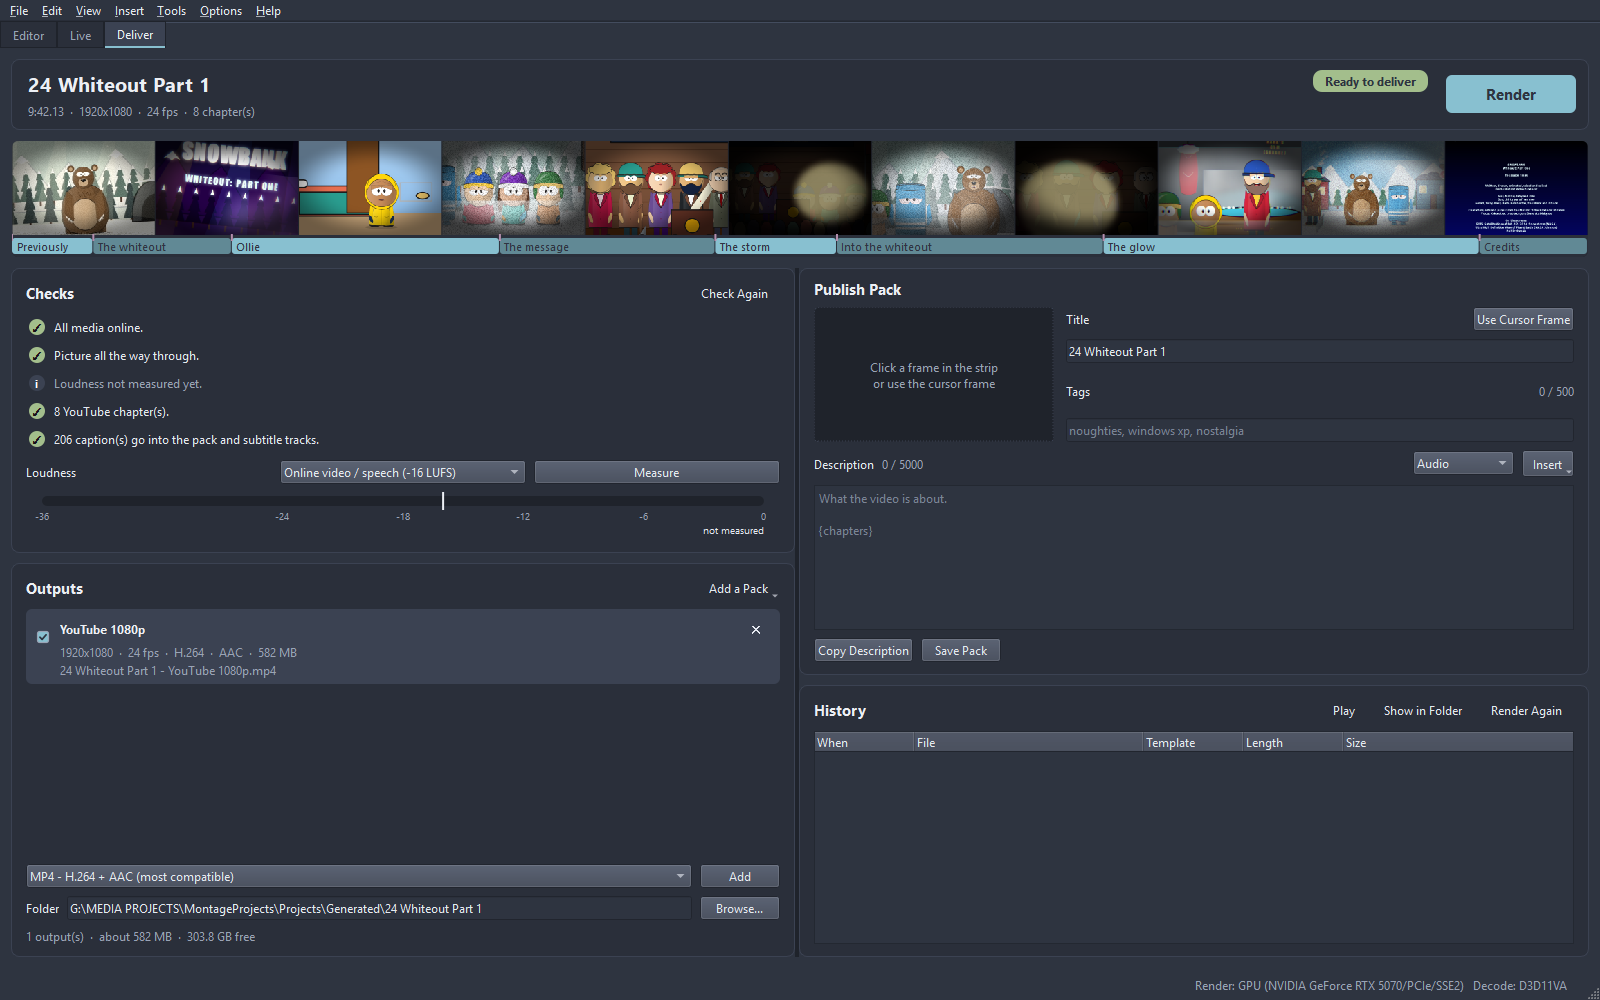 File Edit View Insert Tools Options Help
Editor Live Deliver
24 Whiteout Part 1
9:42.13 · 1920x1080 · 24 fps · 8 chapter(s)
Ready to deliver
Render
SNOWBANK
WHITEOUT: PART ONE
Previously The whiteout Ollie The message The storm Into the whiteout The glow Credits
Checks
Check Again
All media online.
Picture all the way through.
Loudness not measured yet.
8 YouTube chapter(s).
206 caption(s) go into the pack and subtitle tracks.
Loudness
Online video / speech (-16 LUFS)
Measure
-36 -24 -18 -12 -6 0
not measured
Outputs
Add a Pack
YouTube 1080p
1920x1080 · 24 fps · H.264 · AAC · 582 MB
24 Whiteout Part 1 - YouTube 1080p.mp4
MP4 - H.264 + AAC (most compatible)
Add
Folder G:\MEDIA PROJECTS\MontageProjects\Projects\Generated\24 Whiteout Part 1
Browse...
1 output(s) · about 582 MB · 303.8 GB free
Publish Pack
Click a frame in the strip
or use the cursor frame
Title
Use Cursor Frame
24 Whiteout Part 1
Tags
0 / 500
noughties, windows xp, nostalgia
Description 0 / 5000
Audio
Insert
What the video is about.
{chapters}
Copy Description
Save Pack
History
Play
Show in Folder
Render Again
When File Template Length Size
Render: GPU (NVIDIA GeForce RTX 5070/PCIe/SSE2) Decode: D3D11VA